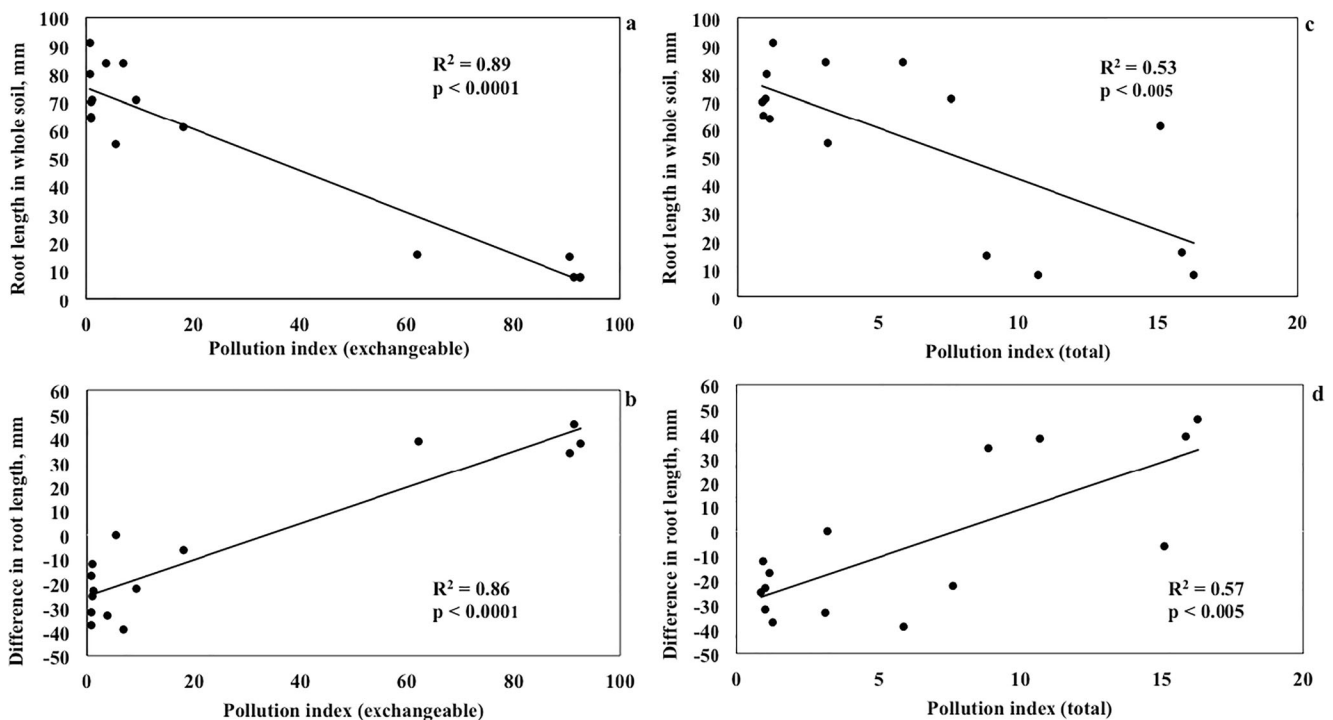 a
Root length in whole soil, mm
100
90
80
70
60
50
40
30
20
10
0
R² = 0.89
p < 0.0001
0 20 40 60 80 100
Pollution index (exchangeable)
c
Root length in whole soil, mm
100
90
80
70
60
50
40
30
20
10
0
R² = 0.53
p < 0.005
0 5 10 15 20
Pollution index (total)
b
Difference in root length, mm
60
50
40
30
20
10
0
-10
-20
-30
-40
-50
R² = 0.86
p < 0.0001
0 20 40 60 80 100
Pollution index (exchangeable)
d
Difference in root length, mm
60
50
40
30
20
10
0
-10
-20
-30
-40
-50
R² = 0.57
p < 0.005
0 5 10 15 20
Pollution index (total)